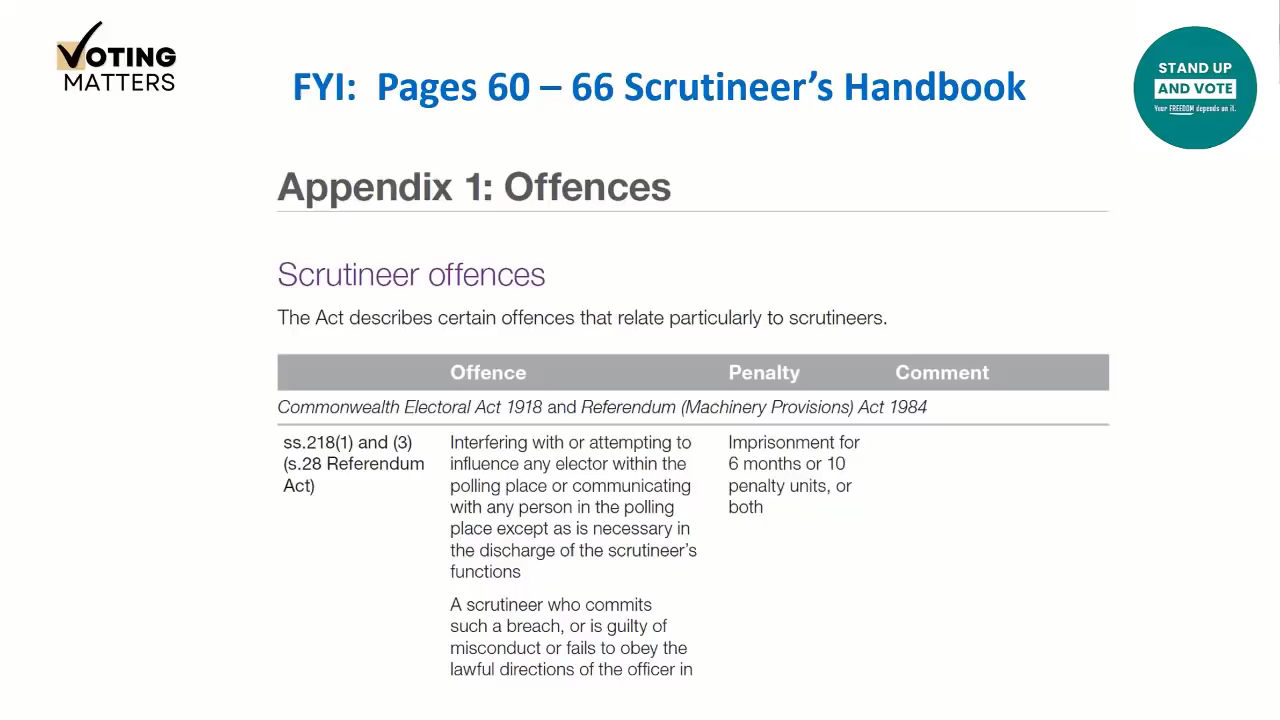 VOTING
MATTERS
FYI:  Pages 60 – 66 Scrutineer’s Handbook
STAND UP
AND VOTE
Your FREEDOM depends on it.
Appendix 1: Offences
Scrutineer offences
The Act describes certain offences that relate particularly to scrutineers.
Offence Penalty Comment
Commonwealth Electoral Act 1918 and Referendum (Machinery Provisions) Act 1984
ss.218(1) and (3)
(s.28 Referendum
Act)
Interfering with or attempting to
influence any elector within the
polling place or communicating
with any person in the polling
place except as is necessary in
the discharge of the scrutineer’s
functions
A scrutineer who commits
such a breach, or is guilty of
misconduct or fails to obey the
lawful directions of the officer in
Imprisonment for
6 months or 10
penalty units, or
both